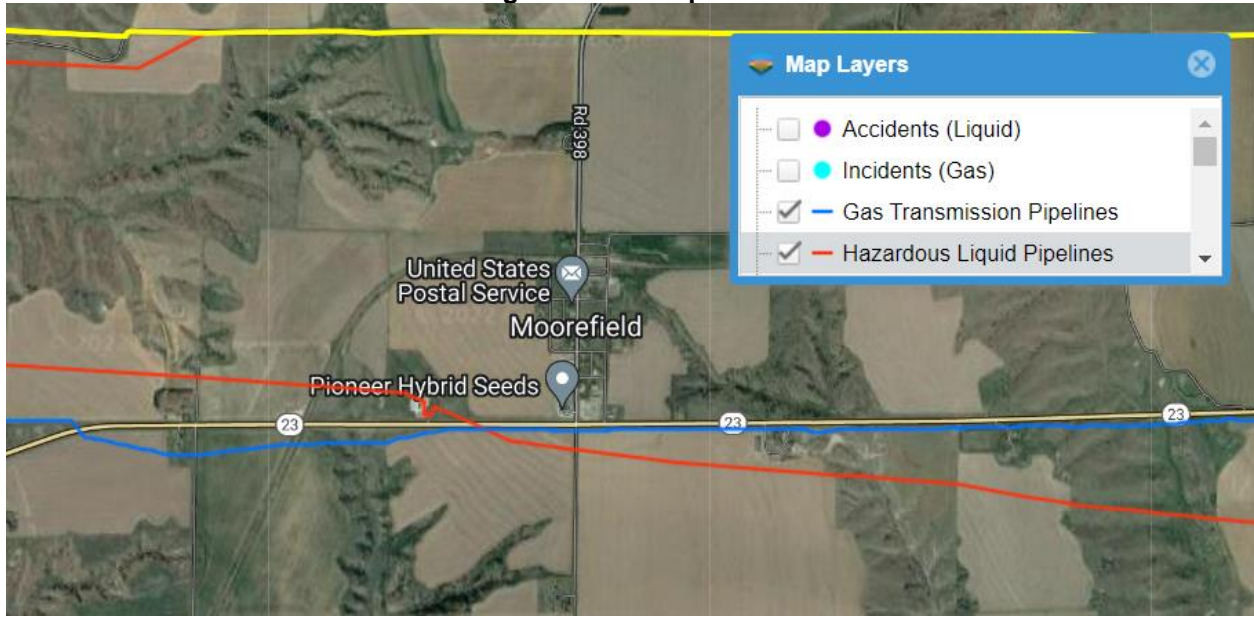 Map Layers
Accidents (Liquid)
Incidents (Gas)
Gas Transmission Pipelines
Hazardous Liquid Pipelines
Rd 398
United States
Postal Service
Moorefield
Pioneer Hybrid Seeds
23
23
23